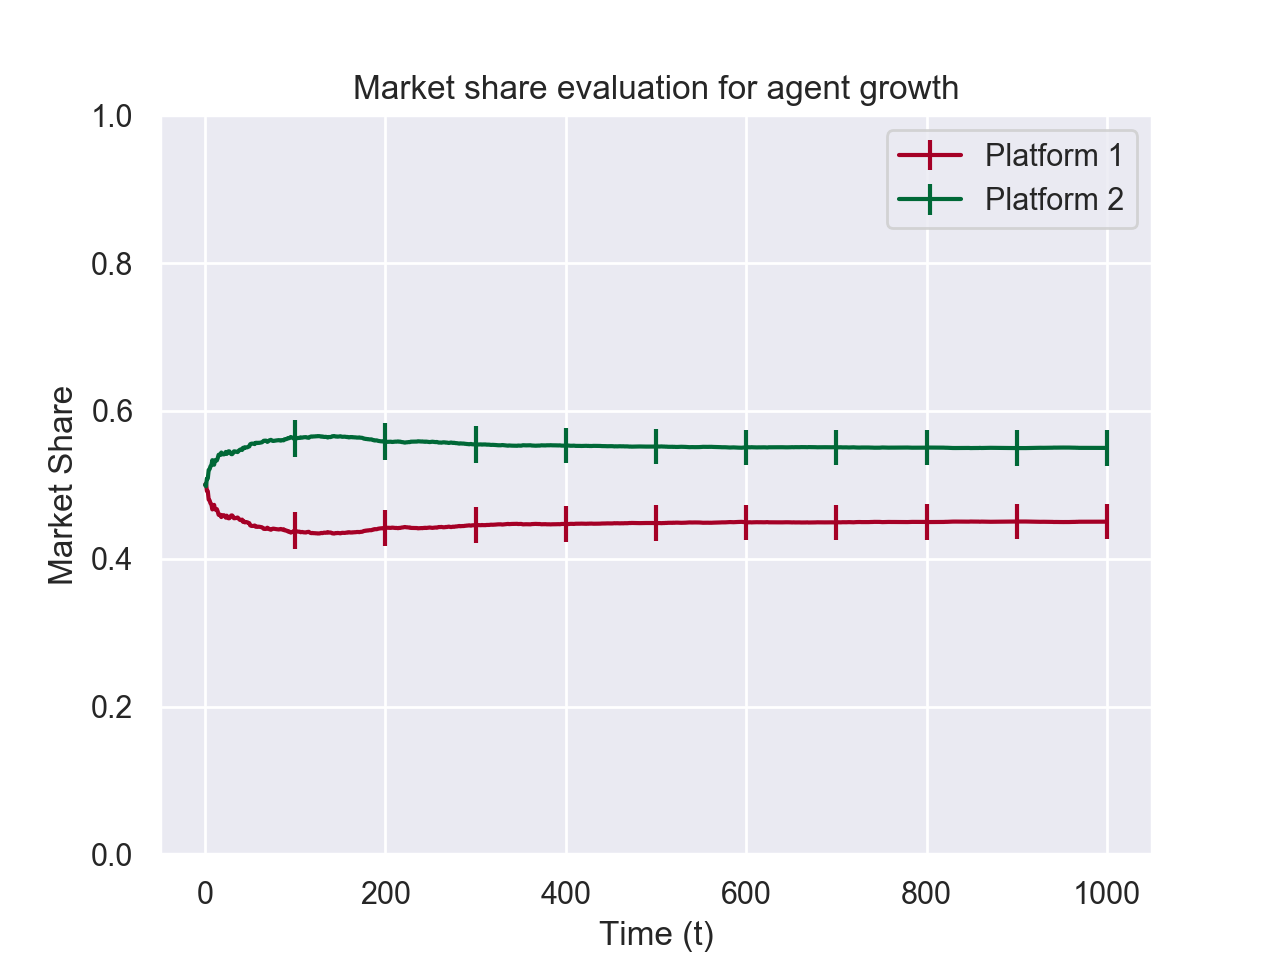 Market share evaluation for agent growth
1.0
Platform 1
Platform 2
0.8
0.6
Market Share
0.4
0.2
0.0
0 200 400 600 800 1000
Time (t)